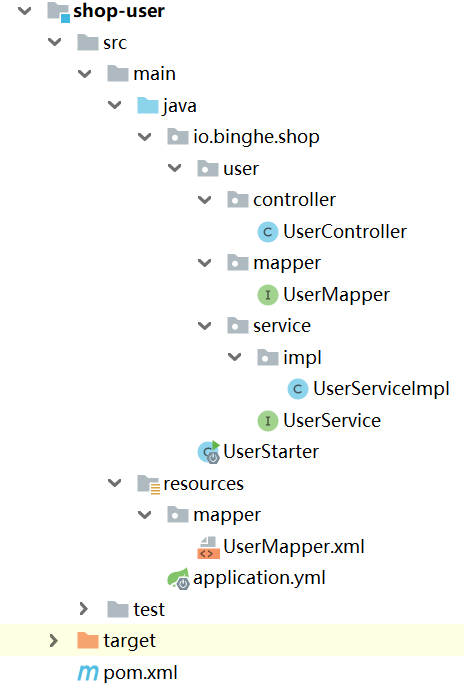 shop-user
src
main
java
io.binghe.shop
user
controller
UserController
mapper
UserMapper
service
impl
UserServiceImpl
UserService
UserStarter
resources
mapper
UserMapper.xml
application.yml
test
target
pom.xml